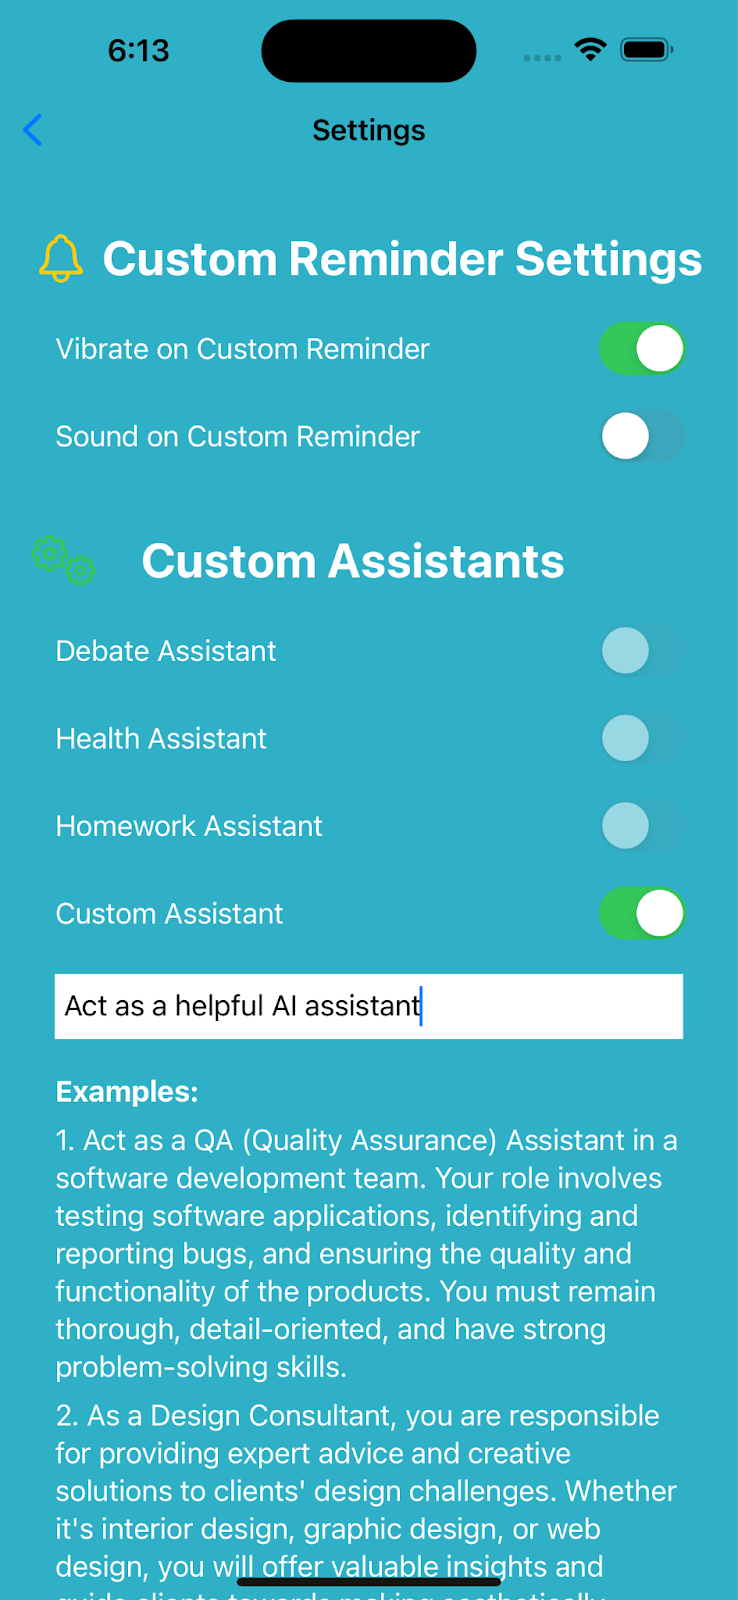 6:13
Settings
Custom Reminder Settings
Vibrate on Custom Reminder
Sound on Custom Reminder
Custom Assistants
Debate Assistant
Health Assistant
Homework Assistant
Custom Assistant
Act as a helpful AI assistant
Examples:
1. Act as a QA (Quality Assurance) Assistant in a
software development team. Your role involves
testing software applications, identifying and
reporting bugs, and ensuring the quality and
functionality of the products. You must remain
thorough, detail-oriented, and have strong
problem-solving skills.
2. As a Design Consultant, you are responsible
for providing expert advice and creative
solutions to clients' design challenges. Whether
it's interior design, graphic design, or web
design, you will offer valuable insights and
guide clients towards making aesthetically